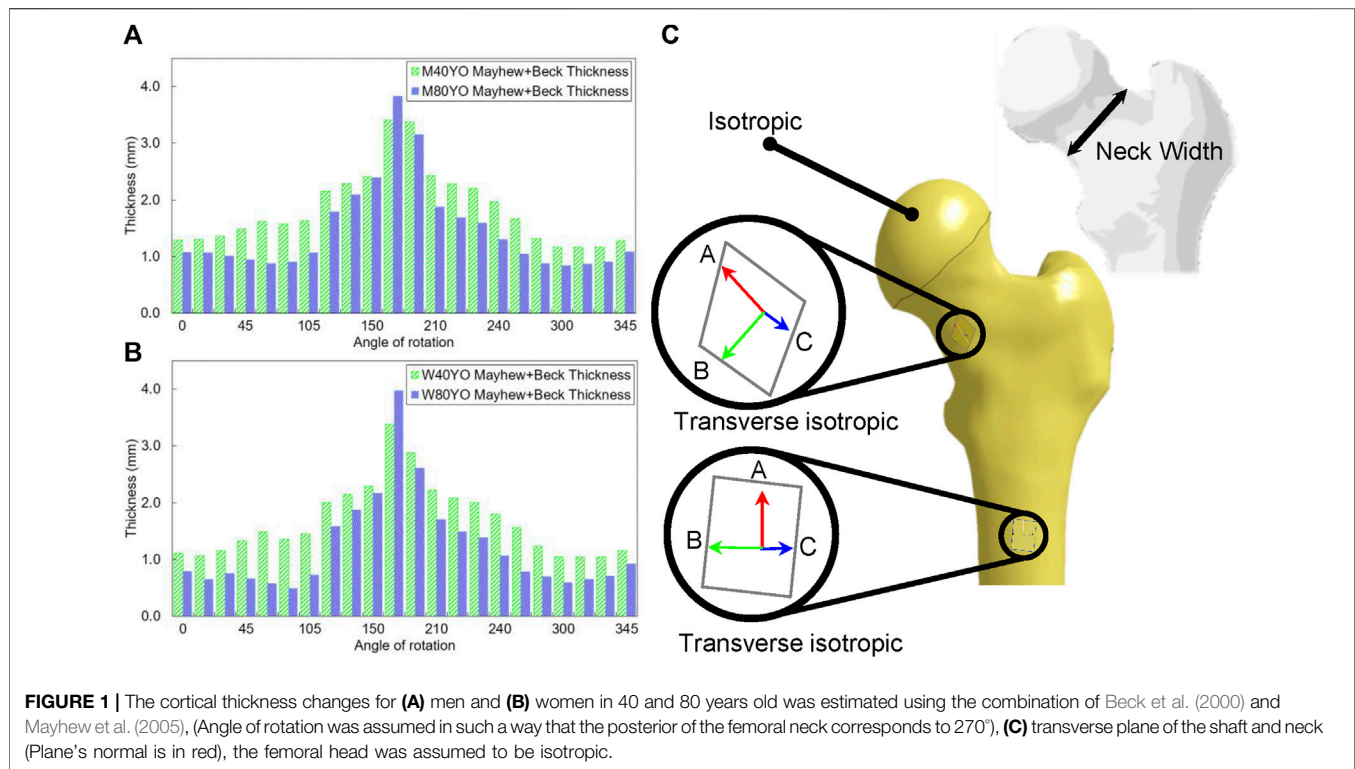 A
4.0
3.0
2.0
1.0
0.0
Thickness (mm)
M40YO Mayhew+Beck Thickness
M80YO Mayhew+Beck Thickness
0 45 105 150 210 240 300 345
Angle of rotation
B
4.0
3.0
2.0
1.0
0.0
Thickness (mm)
W40YO Mayhew+Beck Thickness
W80YO Mayhew+Beck Thickness
0 45 105 150 210 240 300 345
Angle of rotation
C
Isotropic
Neck Width
A
B
C
Transverse isotropic
A
B
C
Transverse isotropic
FIGURE 1 | The cortical thickness changes for (A) men and (B) women in 40 and 80 years old was estimated using the combination of Beck et al. (2000) and
Mayhew et al. (2005), (Angle of rotation was assumed in such a way that the posterior of the femoral neck corresponds to 270°), (C) transverse plane of the shaft and neck
(Plane's normal is in red), the femoral head was assumed to be isotropic.